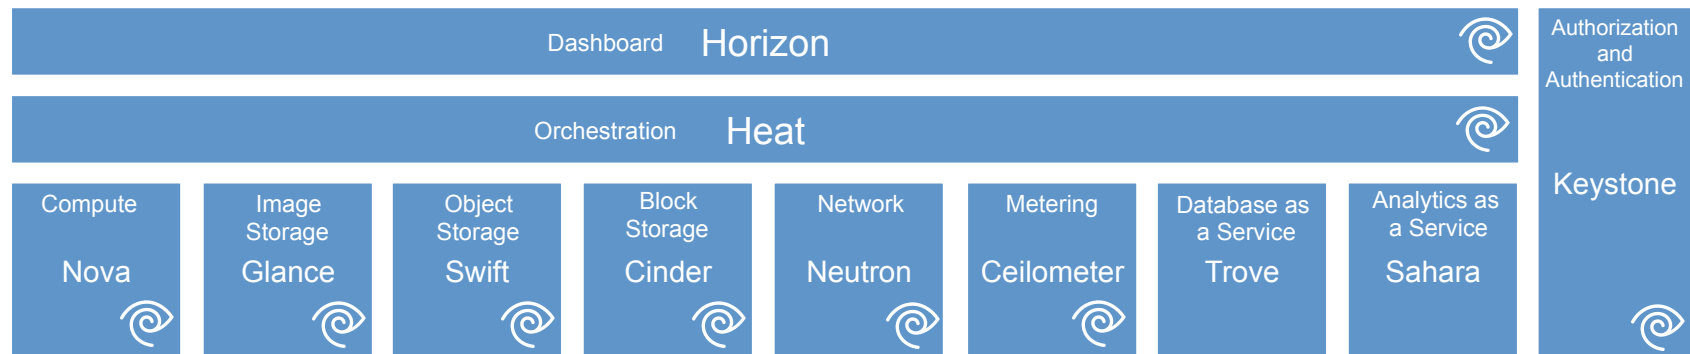 Dashboard Horizon
Authorization
and
Authentication
Keystone
Orchestration Heat
Compute
Nova
Image
Storage
Glance
Object
Storage
Swift
Block
Storage
Cinder
Network
Neutron
Metering
Ceilometer
Database as
a Service
Trove
Analytics as
a Service
Sahara